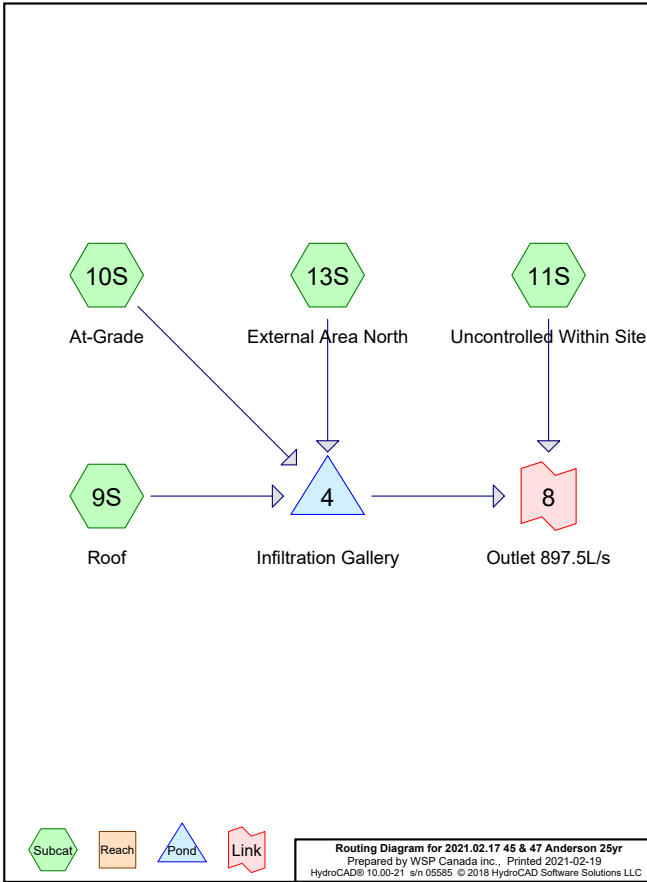 10S
13S
11S
At-Grade
External Area North
Uncontrolled Within Site
9S
4
8
Roof
Infiltration Gallery
Outlet 897.5L/s
Subcat
Reach
Pond
Link
Routing Diagram for 2021.02.17 45 & 47 Anderson 25yr
Prepared by WSP Canada inc., Printed 2021-02-19
HydroCAD® 10.00-21 s/n 05585 © 2018 HydroCAD Software Solutions LLC